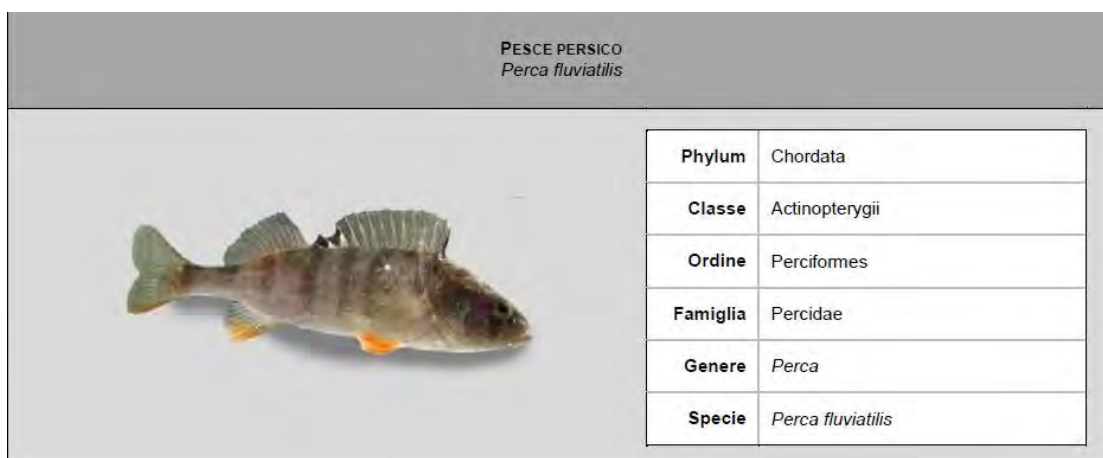 PESCE PERSICO
Perca fluviatilis
Phylum Chordata
Classe Actinopterygii
Ordine Perciformes
Famiglia Percidae
Genere Perca
Specie Perca fluviatilis